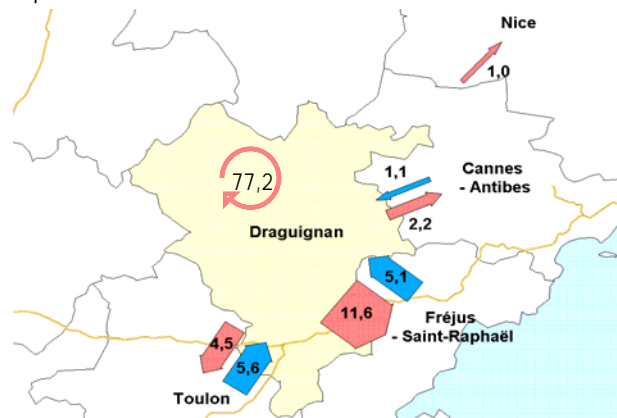 Nice
1,0
77,2
1,1
Cannes
- Antibes
2,2
Draguignan
5,1
11,6
Fréjus
- Saint-Raphaël
4,5
5,6
Toulon